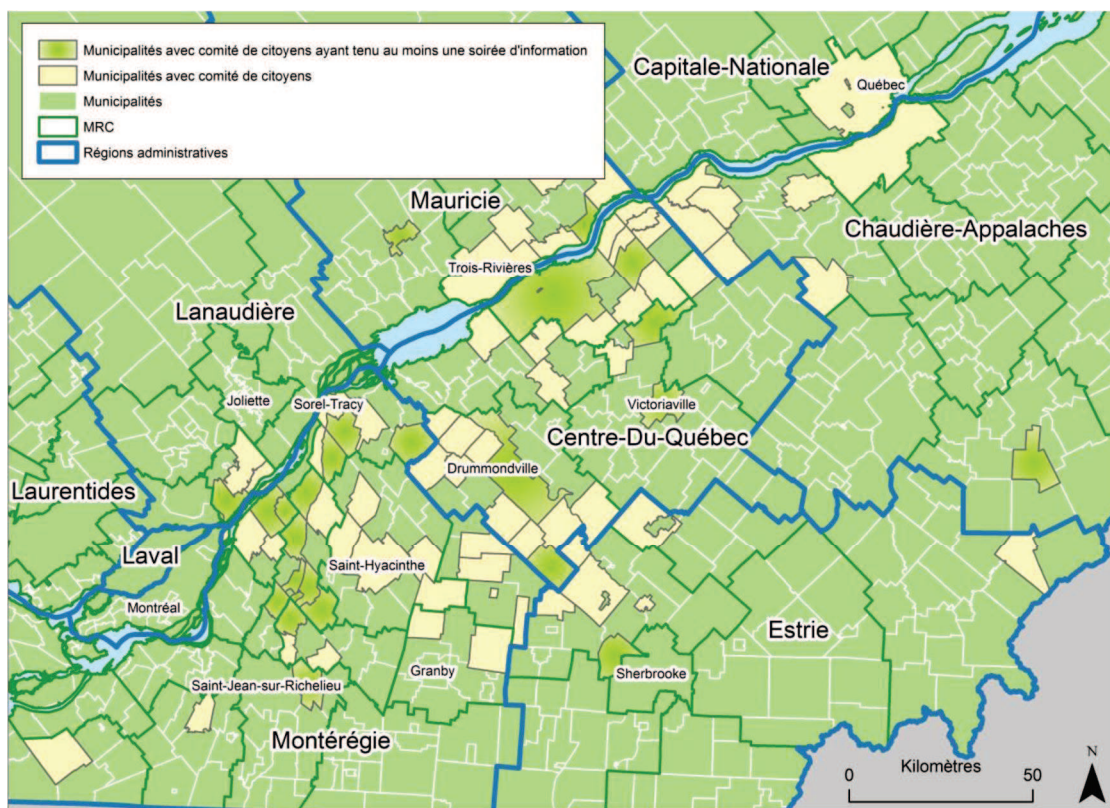 Municipalités avec comité de citoyens ayant tenu au moins une soirée d'information
Municipalités avec comité de citoyens
Municipalités
MRC
Régions administratives
Capitale-Nationale
Québec
Mauricie
Chaudière-Appalaches
Trois-Rivières
Lanaudière
Joliette
Sorel-Tracy
Victoriaville
Centre-Du-Québec
Drummondville
Laurentides
Laval
Saint-Hyacinthe
Montréal
Estrie
Granby
Sherbrooke
Saint-Jean-sur-Richelieu
Montérégie
N
Kilomètres
0 50